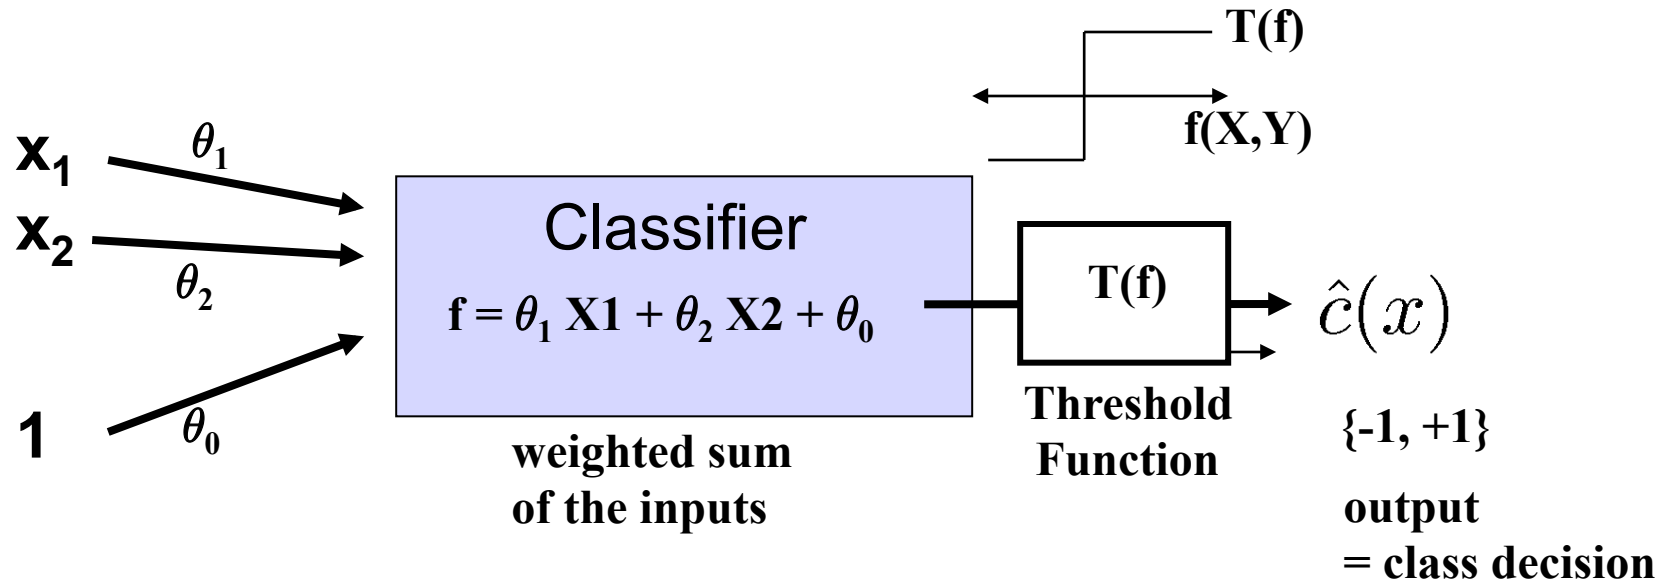 T(f)
f(X,Y)
x₁
θ₁
x₂
θ₂
1
θ₀
Classifier
f = θ₁ X1 + θ₂ X2 + θ₀
weighted sum
of the inputs
T(f)
Threshold
Function
ĉ(x)
{-1, +1}
output
= class decision